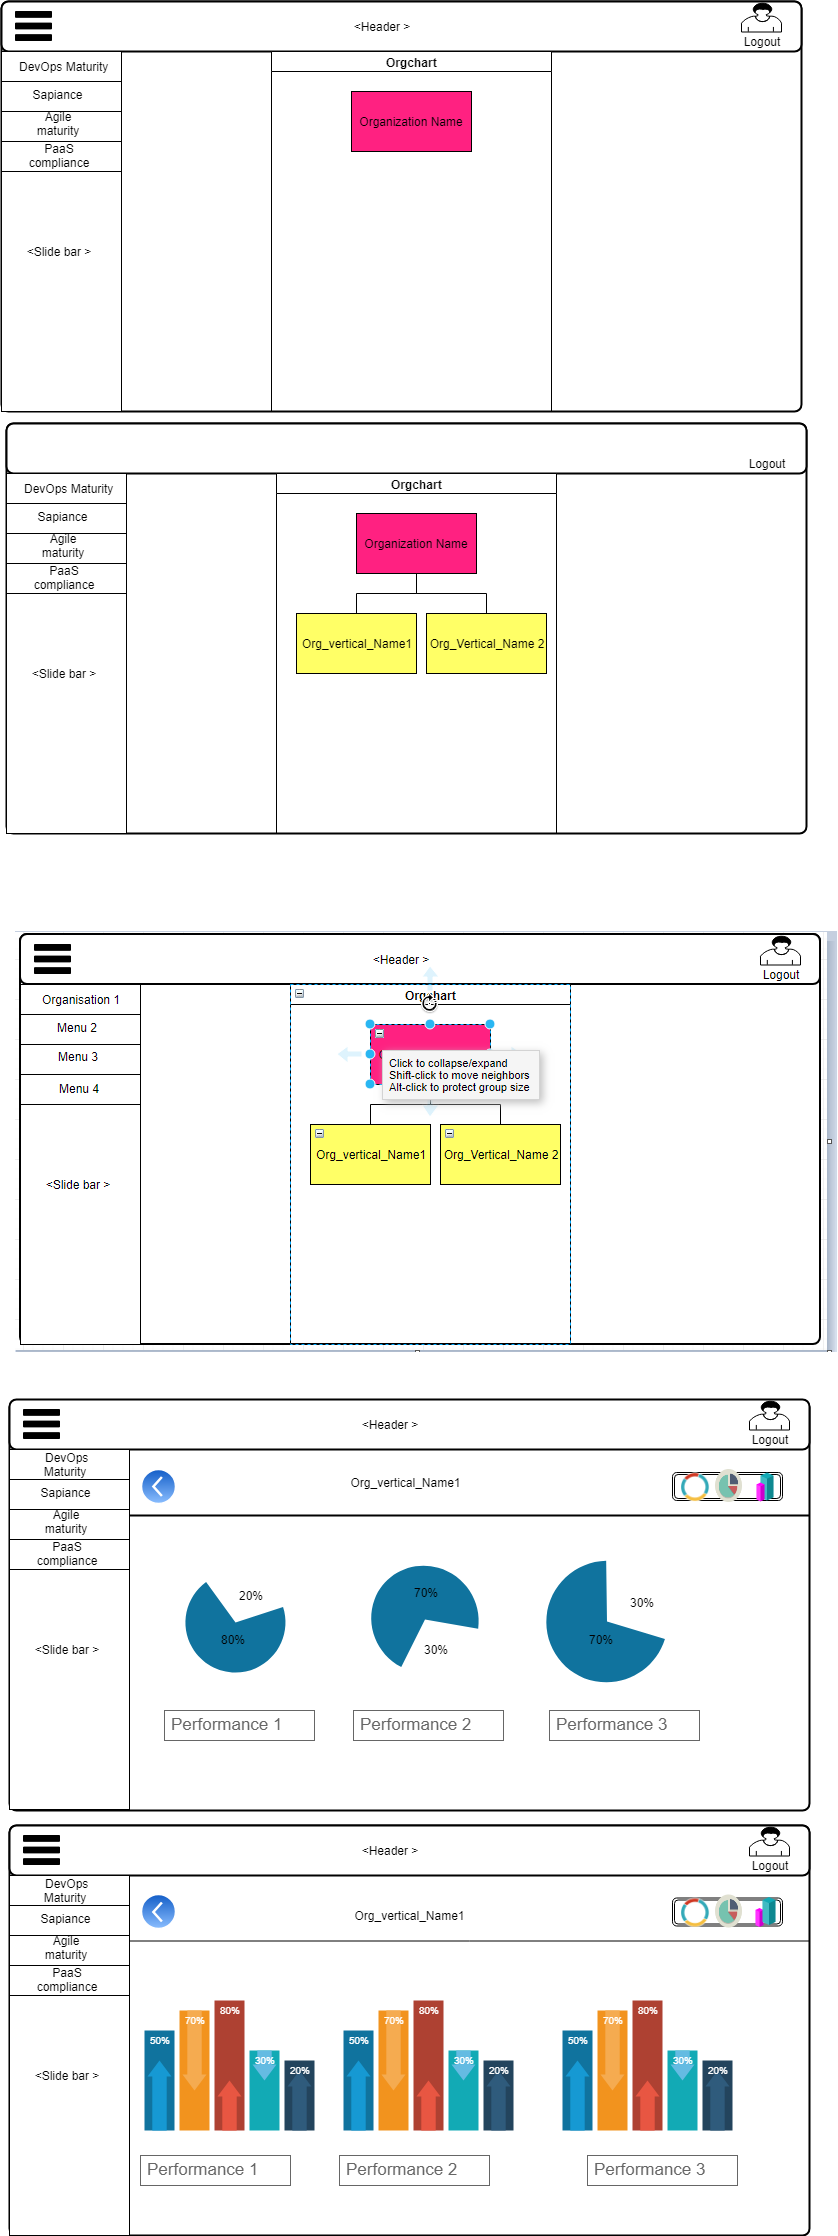 <Header >
Logout
DevOps Maturity
Sapiance
Agile
maturity
PaaS
compliance
<Slide bar >
Orgchart
Organization Name
Logout
DevOps Maturity
Sapiance
Agile
maturity
PaaS
compliance
<Slide bar >
Orgchart
Organization Name
Org_vertical_Name1
Org_Vertical_Name 2
<Header >
Logout
Organisation 1
Menu 2
Menu 3
Menu 4
<Slide bar >
Orgchart
Click to collapse/expand
Shift-click to move neighbors
Alt-click to protect group size
Org_vertical_Name1
Org_Vertical_Name 2
<Header >
Logout
DevOps
Maturity
Sapiance
Agile
maturity
PaaS
compliance
<Slide bar >
Org_vertical_Name1
20%
80%
70%
30%
30%
70%
Performance 1
Performance 2
Performance 3
<Header >
Logout
DevOps
Maturity
Sapiance
Agile
maturity
PaaS
compliance
<Slide bar >
Org_vertical_Name1
50%
70%
80%
30%
20%
50%
70%
80%
30%
20%
50%
70%
80%
30%
20%
Performance 1
Performance 2
Performance 3